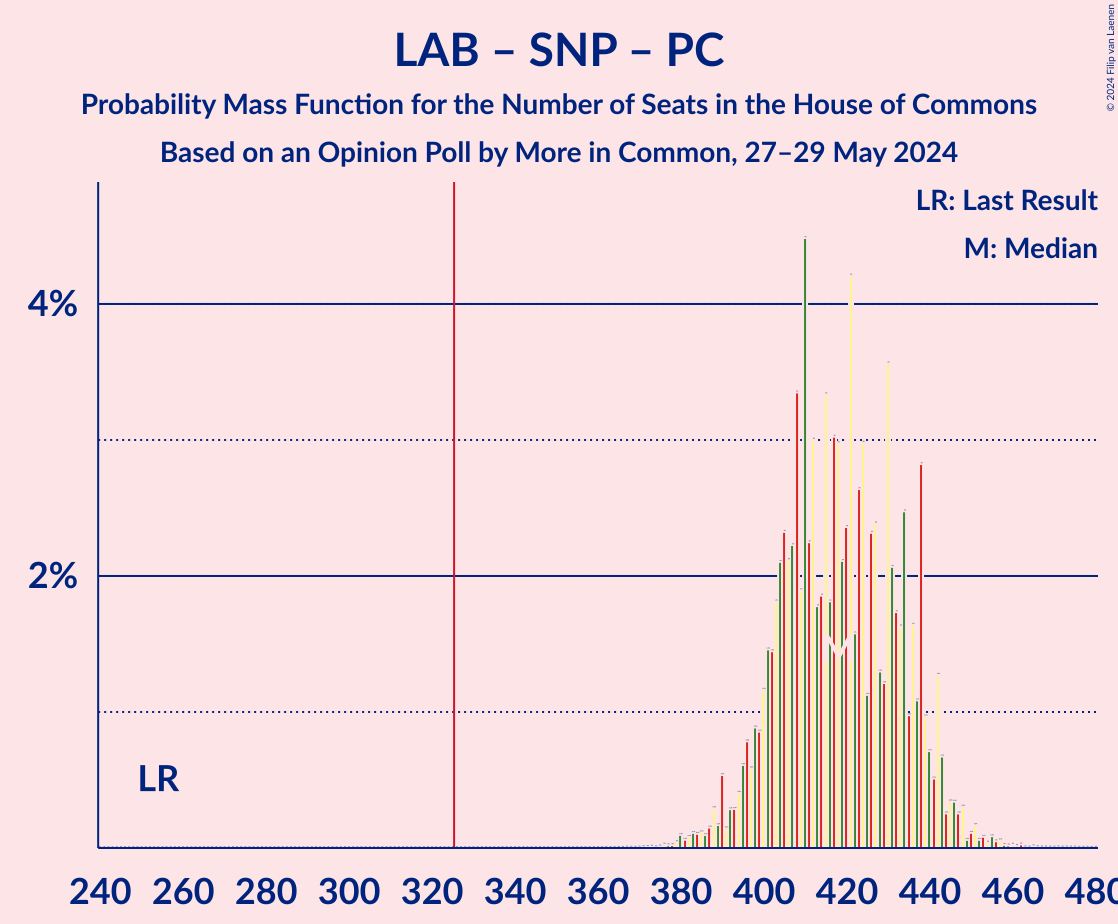 LAB – SNP – PC
Probability Mass Function for the Number of Seats in the House of Commons
Based on an Opinion Poll by More in Common, 27–29 May 2024
© 2024 Filip van Laenen
LR: Last Result
M: Median
4%
2%
LR
240 260 280 300 320 340 360 380 400 420 440 460 480